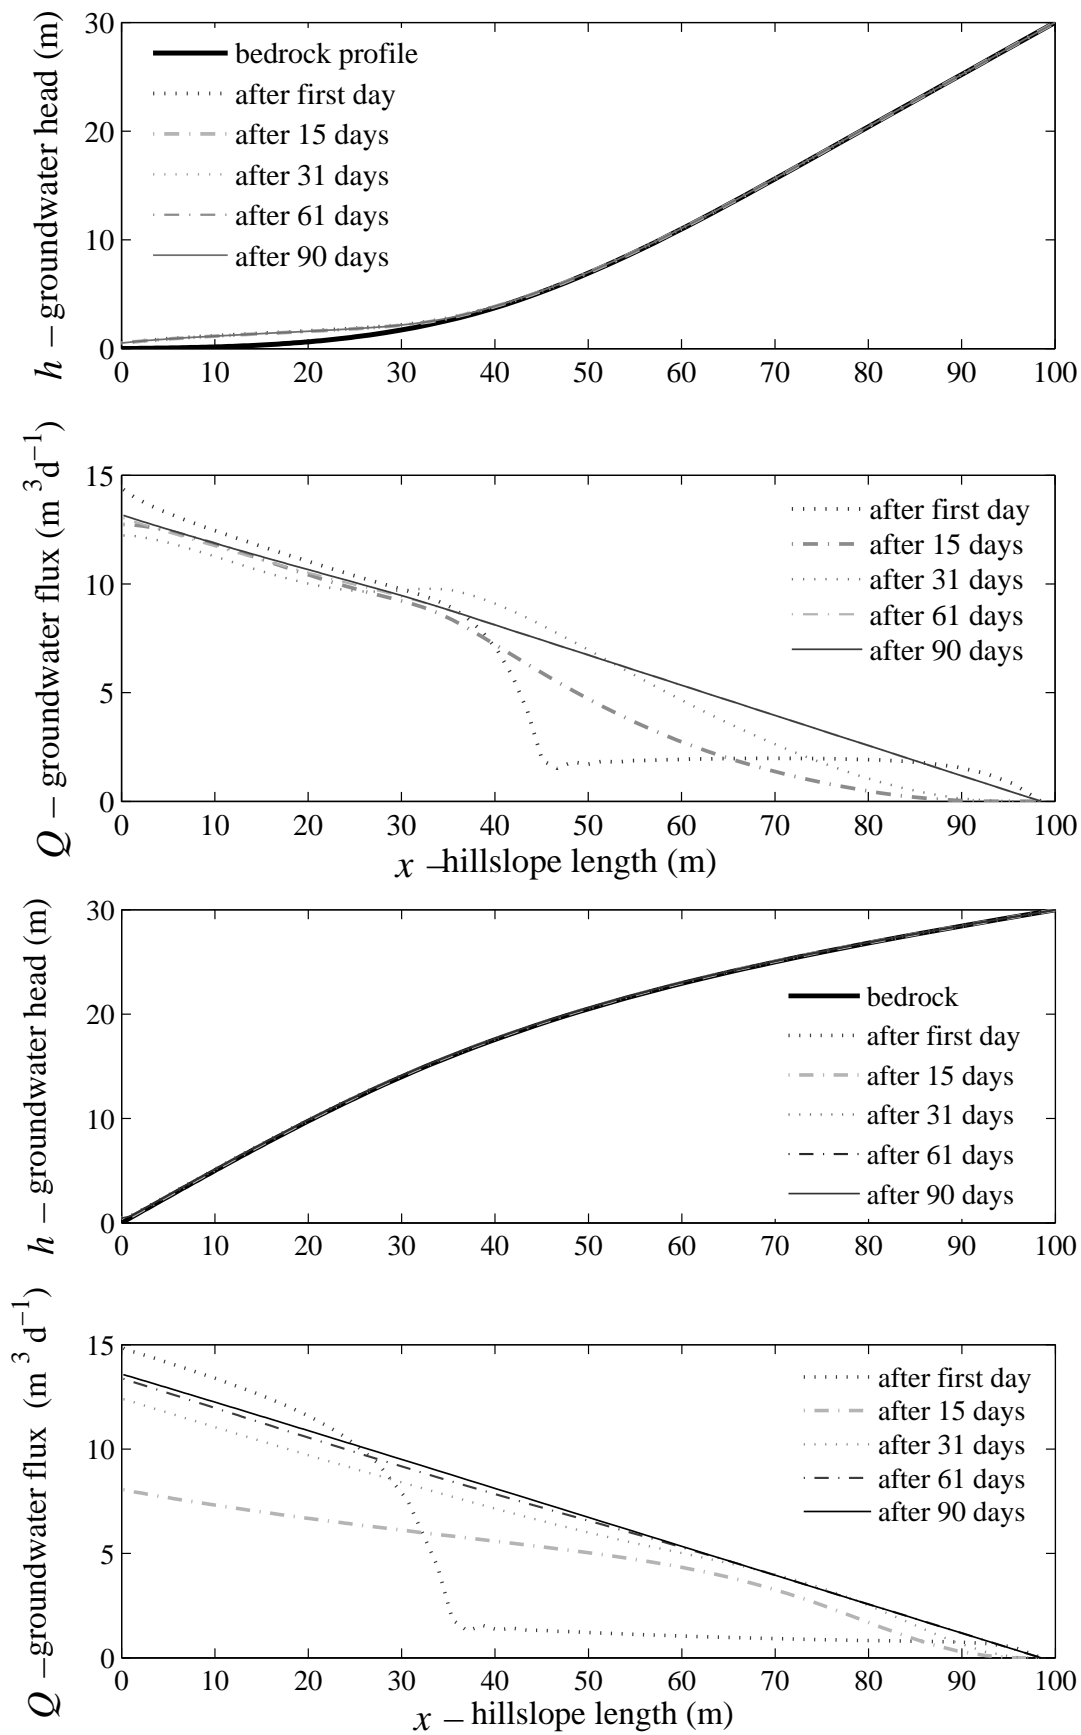 h – groundwater head (m)
30
20
10
0
bedrock profile
after first day
after 15 days
after 31 days
after 61 days
after 90 days
0 10 20 30 40 50 60 70 80 90 100
Q – groundwater flux (m³d⁻¹)
15
10
5
0
after first day
after 15 days
after 31 days
after 61 days
after 90 days
0 10 20 30 40 50 60 70 80 90 100
x –hillslope length (m)
h – groundwater head (m)
30
20
10
0
bedrock
after first day
after 15 days
after 31 days
after 61 days
after 90 days
0 10 20 30 40 50 60 70 80 90 100
Q –groundwater flux (m³ d⁻¹)
15
10
5
0
after first day
after 15 days
after 31 days
after 61 days
after 90 days
0 10 20 30 40 50 60 70 80 90 100
x – hillslope length (m)